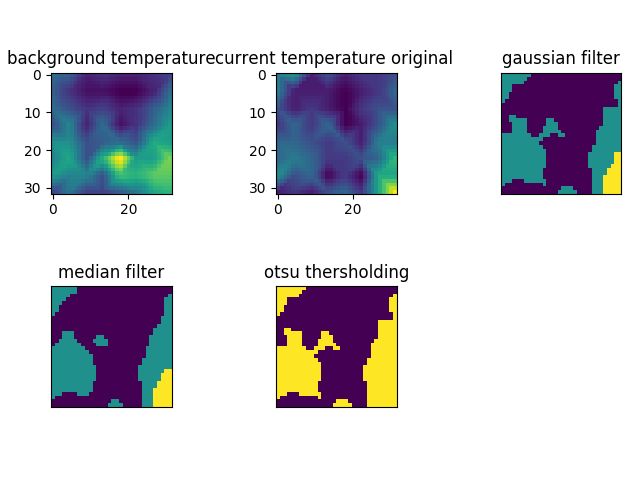 background temperature
current temperature original
gaussian filter
0
10
20
30
0
20
0
10
20
30
0
20
median filter
otsu thersholding